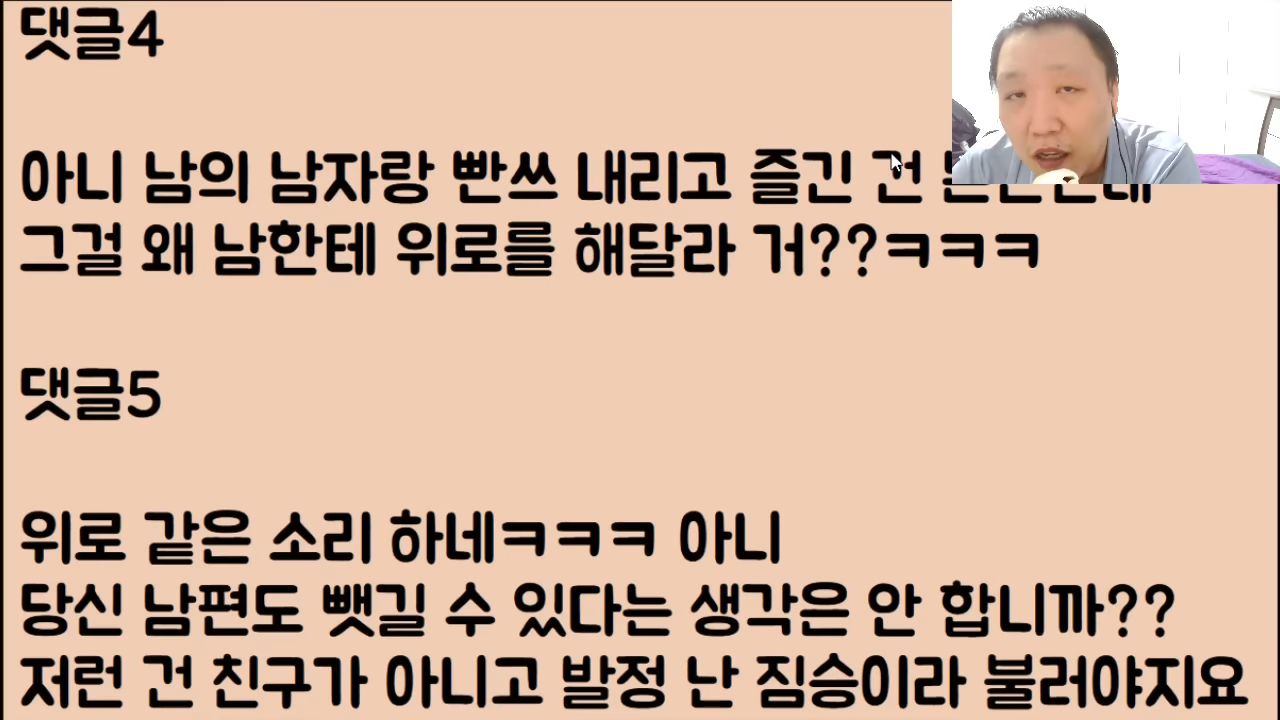 댓글4
아니 남의 남자랑 빤쓰 내리고 즐긴 건
그걸 왜 남한테 위로를 해달라 거??ㅋㅋㅋ
댓글5
위로 같은 소리 하네ㅋㅋㅋ 아니
당신 남편도 뺏길 수 있다는 생각은 안 합니까??
저런 건 친구가 아니고 발정 난 짐승이라 불러야지요